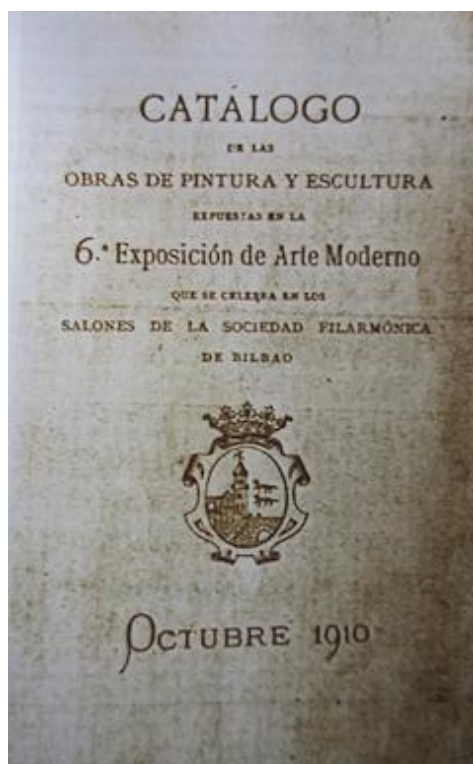 CATÁLOGO
DE LAS
OBRAS DE PINTURA Y ESCULTURA
EXPUESTAS EN LA
6.ª Exposición de Arte Moderno
QUE SE CELEBRA EN LOS
SALONES DE LA SOCIEDAD FILARMÓNICA
DE BILBAO
OCTUBRE 1910